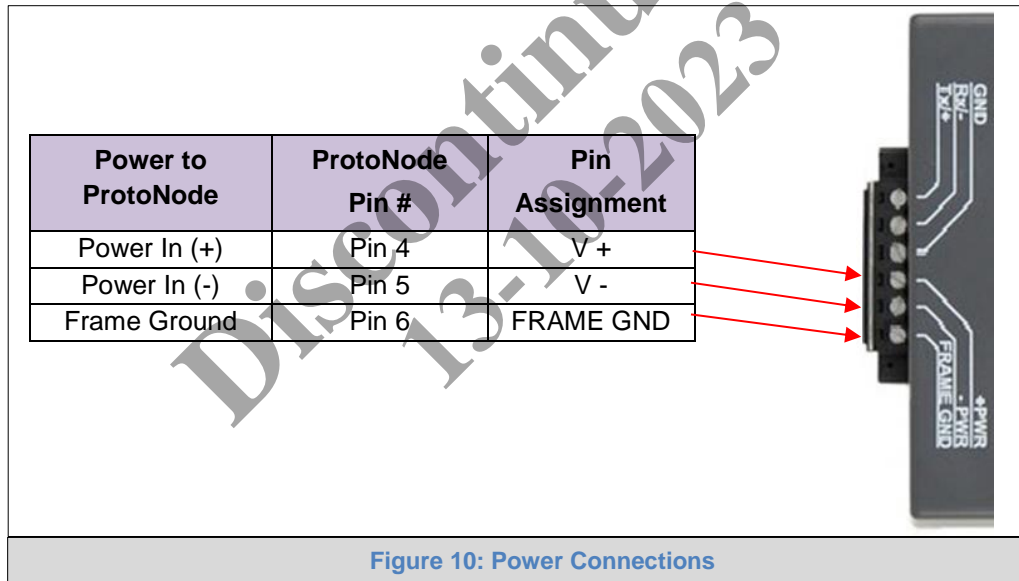 Discontinu
13-10-2023
Power to ProtoNode
ProtoNode Pin #
Pin Assignment
Power In (+) Pin 4 V +
Power In (-) Pin 5 V -
Frame Ground Pin 6 FRAME GND
GND
Rx/-
Tx/+
+PWR
- PWR
FRAME GND
Figure 10: Power Connections